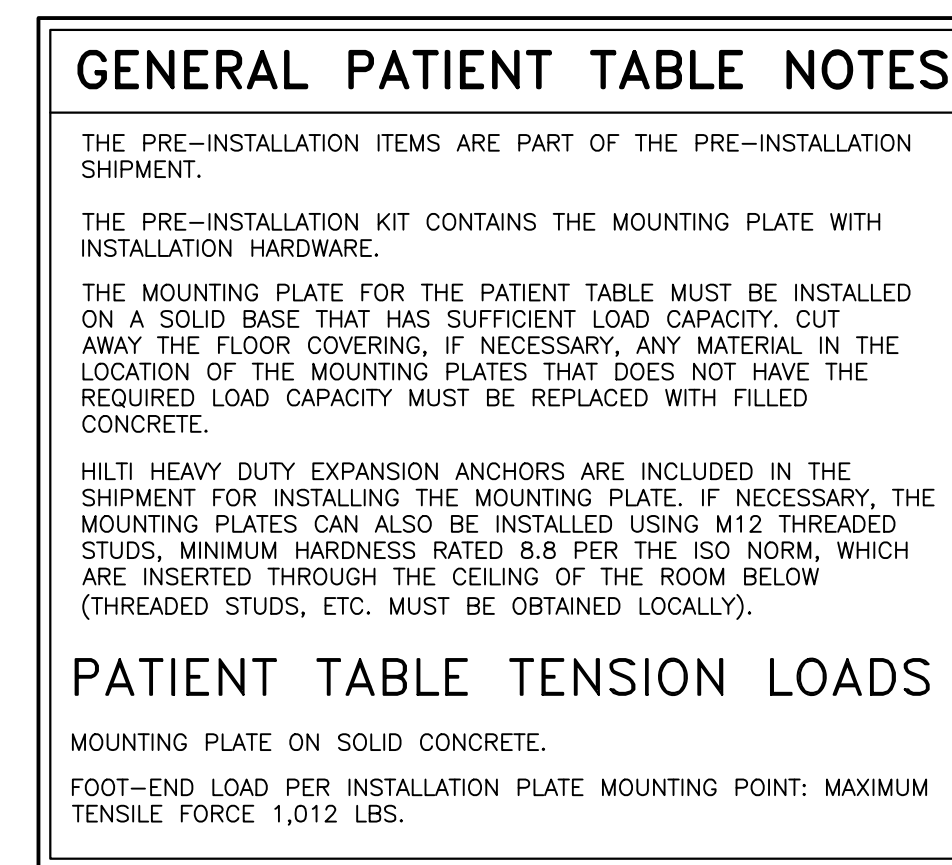 GENERAL PATIENT TABLE NOTES
THE PRE-INSTALLATION ITEMS ARE PART OF THE PRE-INSTALLATION
SHIPMENT.
THE PRE-INSTALLATION KIT CONTAINS THE MOUNTING PLATE WITH
INSTALLATION HARDWARE.
THE MOUNTING PLATE FOR THE PATIENT TABLE MUST BE INSTALLED
ON A SOLID BASE THAT HAS SUFFICIENT LOAD CAPACITY. CUT
AWAY THE FLOOR COVERING, IF NECESSARY, ANY MATERIAL IN THE
LOCATION OF THE MOUNTING PLATES THAT DOES NOT HAVE THE
REQUIRED LOAD CAPACITY MUST BE REPLACED WITH FILLED
CONCRETE.
HILTI HEAVY DUTY EXPANSION ANCHORS ARE INCLUDED IN THE
SHIPMENT FOR INSTALLING THE MOUNTING PLATE. IF NECESSARY, THE
MOUNTING PLATES CAN ALSO BE INSTALLED USING M12 THREADED
STUDS, MINIMUM HARDNESS RATED 8.8 PER THE ISO NORM, WHICH
ARE INSERTED THROUGH THE CEILING OF THE ROOM BELOW
(THREADED STUDS, ETC. MUST BE OBTAINED LOCALLY).
PATIENT TABLE TENSION LOADS
MOUNTING PLATE ON SOLID CONCRETE.
FOOT-END LOAD PER INSTALLATION PLATE MOUNTING POINT: MAXIMUM
TENSILE FORCE 1,012 LBS.